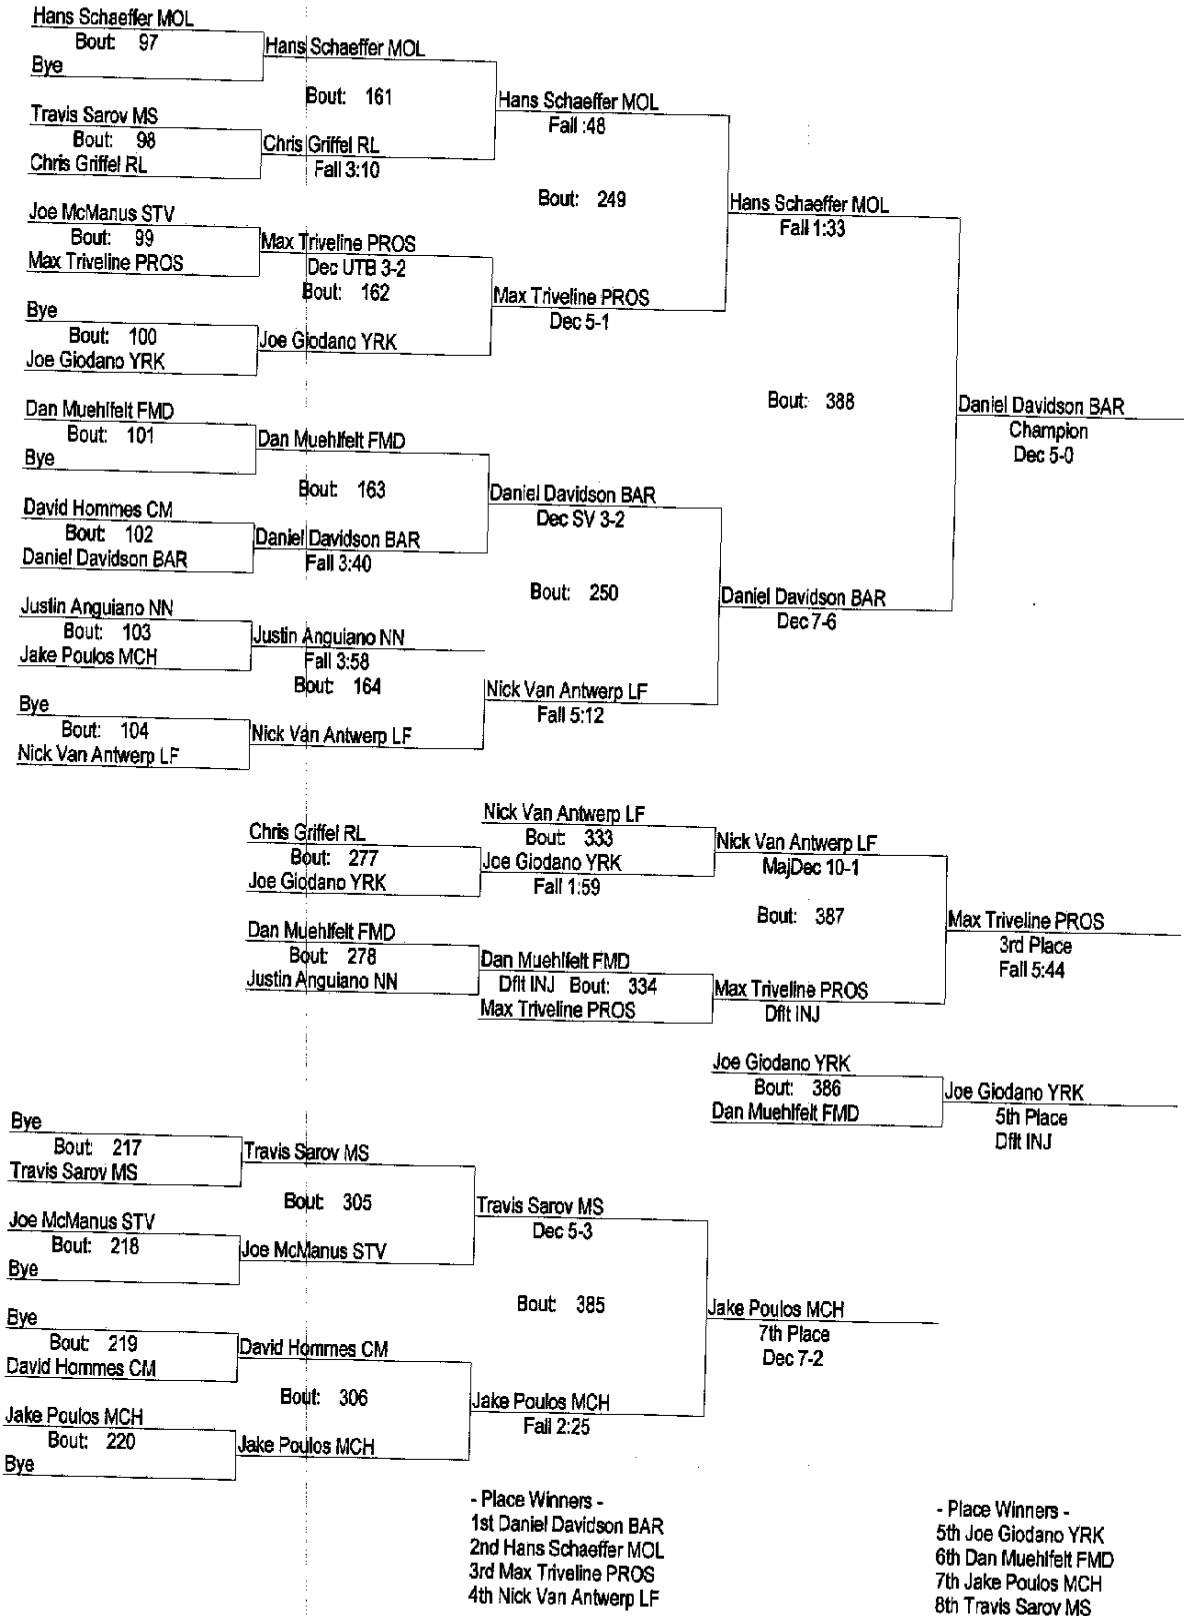 Hans Schaeffer MOL
Bout: 97
Bye
Hans Schaeffer MOL
Bout: 161
Travis Sarov MS
Bout: 98
Chris Griffel RL
Chris Griffel RL
Fall 3:10
Hans Schaeffer MOL
Fall :48
Bout: 249
Joe McManus STV
Bout: 99
Max Triveline PROS
Max Triveline PROS
Dec UTB 3-2
Bout: 162
Bye
Bout: 100
Joe Giodano YRK
Joe Giodano YRK
Max Triveline PROS
Dec 5-1
Hans Schaeffer MOL
Fall 1:33
Bout: 388
Daniel Davidson BAR
Champion
Dec 5-0
Dan Muehlfelt FMD
Bout: 101
Bye
Dan Muehlfelt FMD
Bout: 163
David Hommes CM
Bout: 102
Daniel Davidson BAR
Daniel Davidson BAR
Fall 3:40
Daniel Davidson BAR
Dec SV 3-2
Bout: 250
Daniel Davidson BAR
Dec 7-6
Justin Anguiano NN
Bout: 103
Jake Poulos MCH
Justin Anguiano NN
Fall 3:58
Bout: 164
Bye
Bout: 104
Nick Van Antwerp LF
Nick Van Antwerp LF
Nick Van Antwerp LF
Fall 5:12
Chris Griffel RL
Bout: 277
Joe Giodano YRK
Nick Van Antwerp LF
Bout: 333
Joe Giodano YRK
Fall 1:59
Nick Van Antwerp LF
MajDec 10-1
Bout: 387
Dan Muehlfelt FMD
Bout: 278
Justin Anguiano NN
Dan Muehlfelt FMD
Dflt INJ Bout: 334
Max Triveline PROS
Max Triveline PROS
Dflt INJ
Max Triveline PROS
3rd Place
Fall 5:44
Joe Giodano YRK
Bout: 386
Dan Muehlfelt FMD
Joe Giodano YRK
5th Place
Dflt INJ
Bye
Bout: 217
Travis Sarov MS
Travis Sarov MS
Bout: 305
Joe McManus STV
Bout: 218
Bye
Joe McManus STV
Travis Sarov MS
Dec 5-3
Bout: 385
Bye
Bout: 219
David Hommes CM
David Hommes CM
Bout: 306
Jake Poulos MCH
Bout: 220
Bye
Jake Poulos MCH
Jake Poulos MCH
Fall 2:25
Jake Poulos MCH
7th Place
Dec 7-2
- Place Winners -
1st Daniel Davidson BAR
2nd Hans Schaeffer MOL
3rd Max Triveline PROS
4th Nick Van Antwerp LF
- Place Winners -
5th Joe Giodano YRK
6th Dan Muehlfelt FMD
7th Jake Poulos MCH
8th Travis Sarov MS